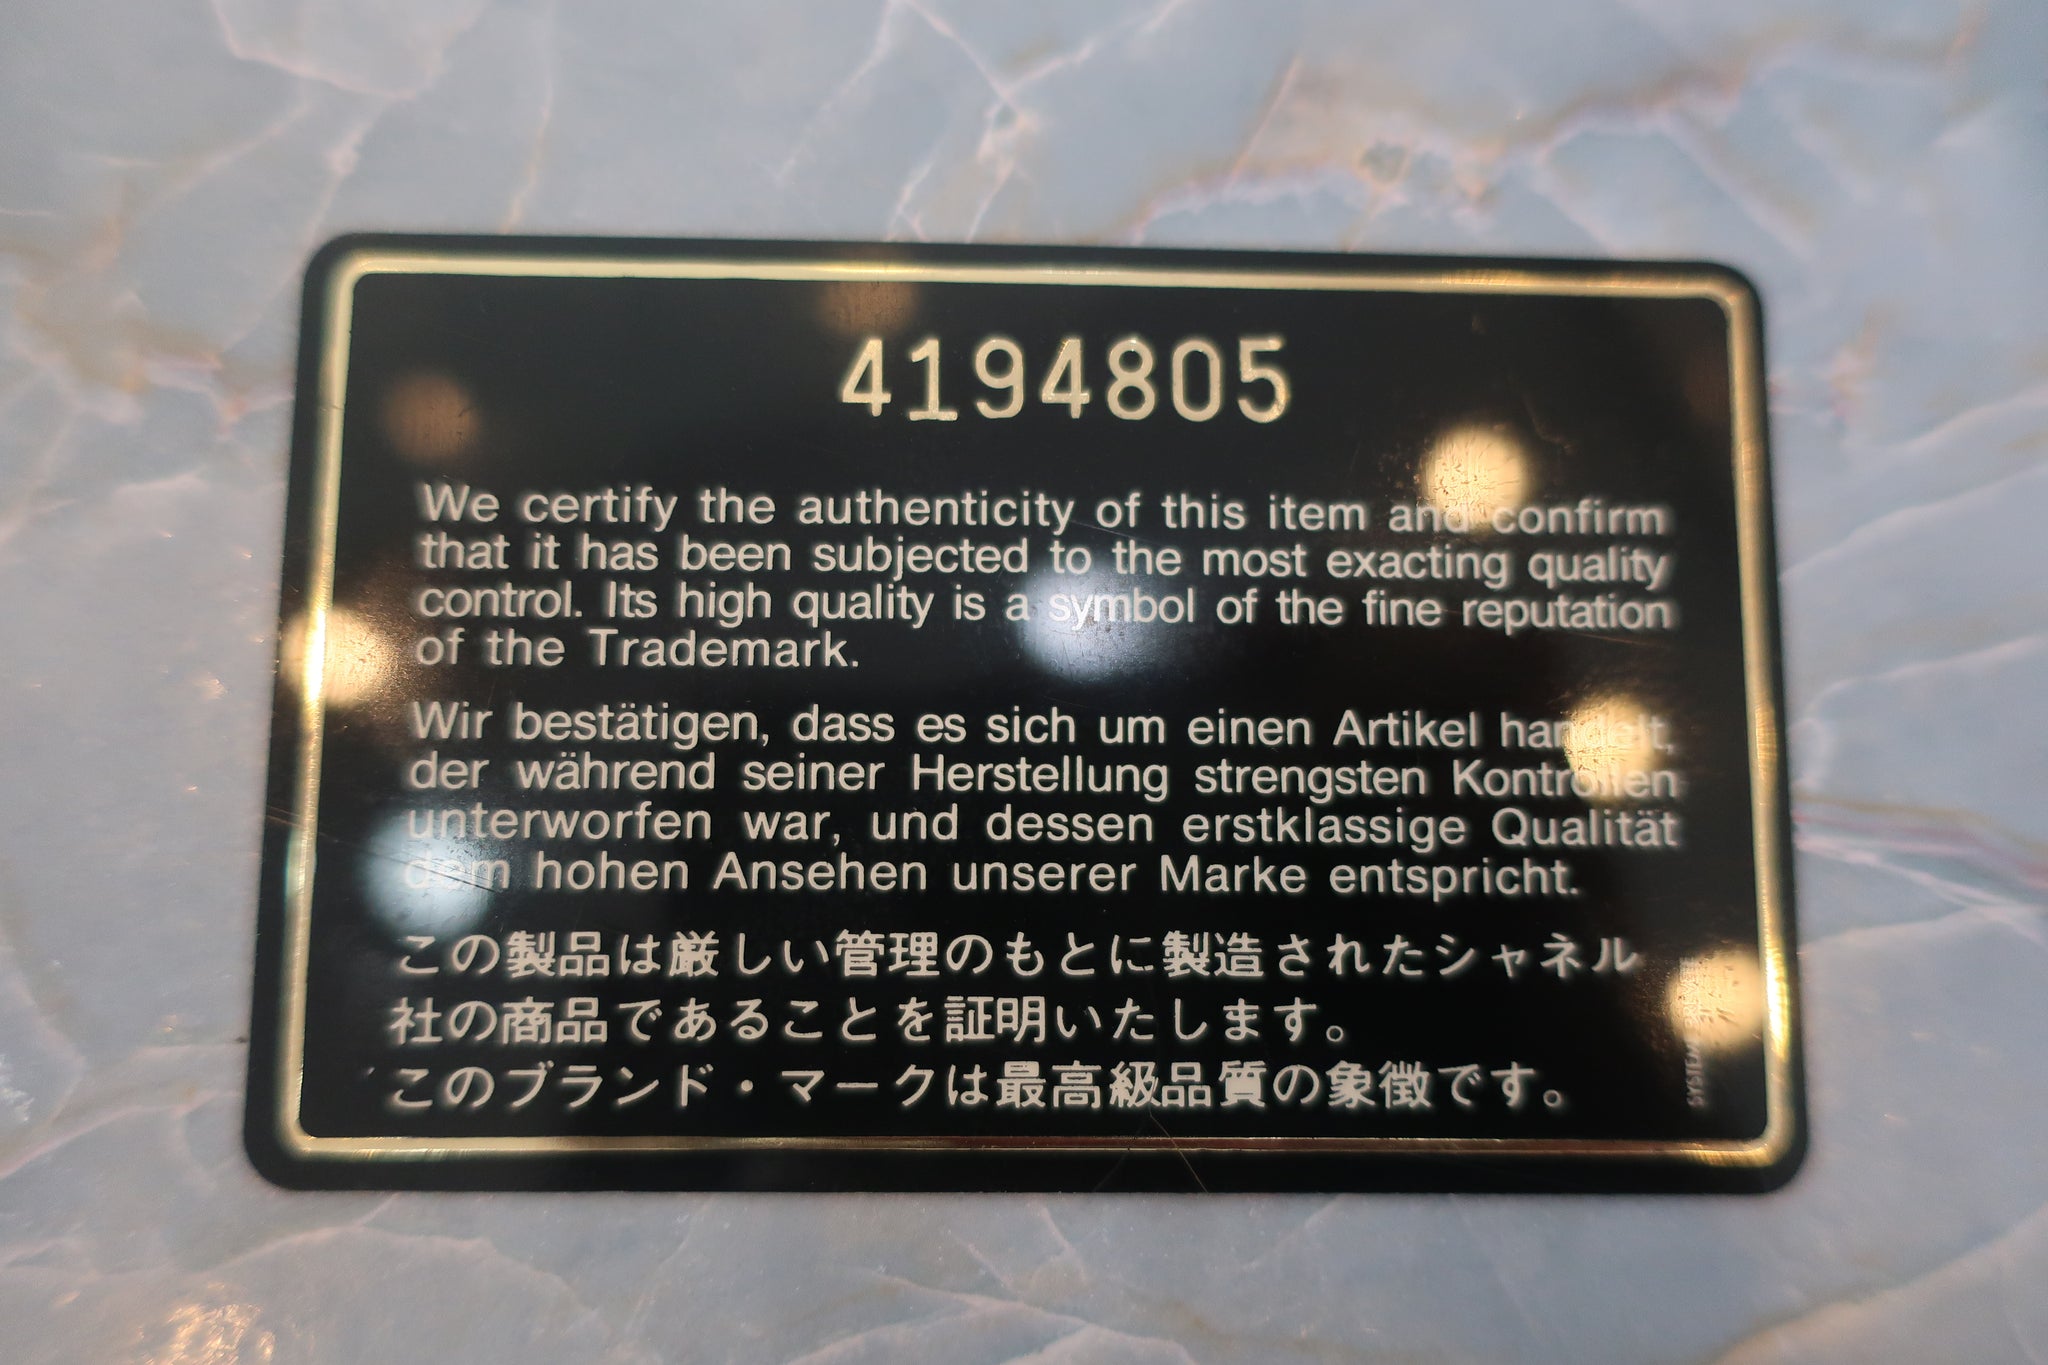 4194805
We certify the authenticity of this item and confirm
that it has been subjected to the most exacting quality
control. Its high quality is a symbol of the fine reputation
of the Trademark.
Wir bestätigen, dass es sich um einen Artikel handelt,
der während seiner Herstellung strengsten Kontrollen
unterworfen war, und dessen erstklassige Qualität
dem hohen Ansehen unserer Marke entspricht.
この製品は厳しい管理のもとに製造されたシャネル
社の商品であることを証明いたします。
このブランド・マークは最高級品質の象徴です。